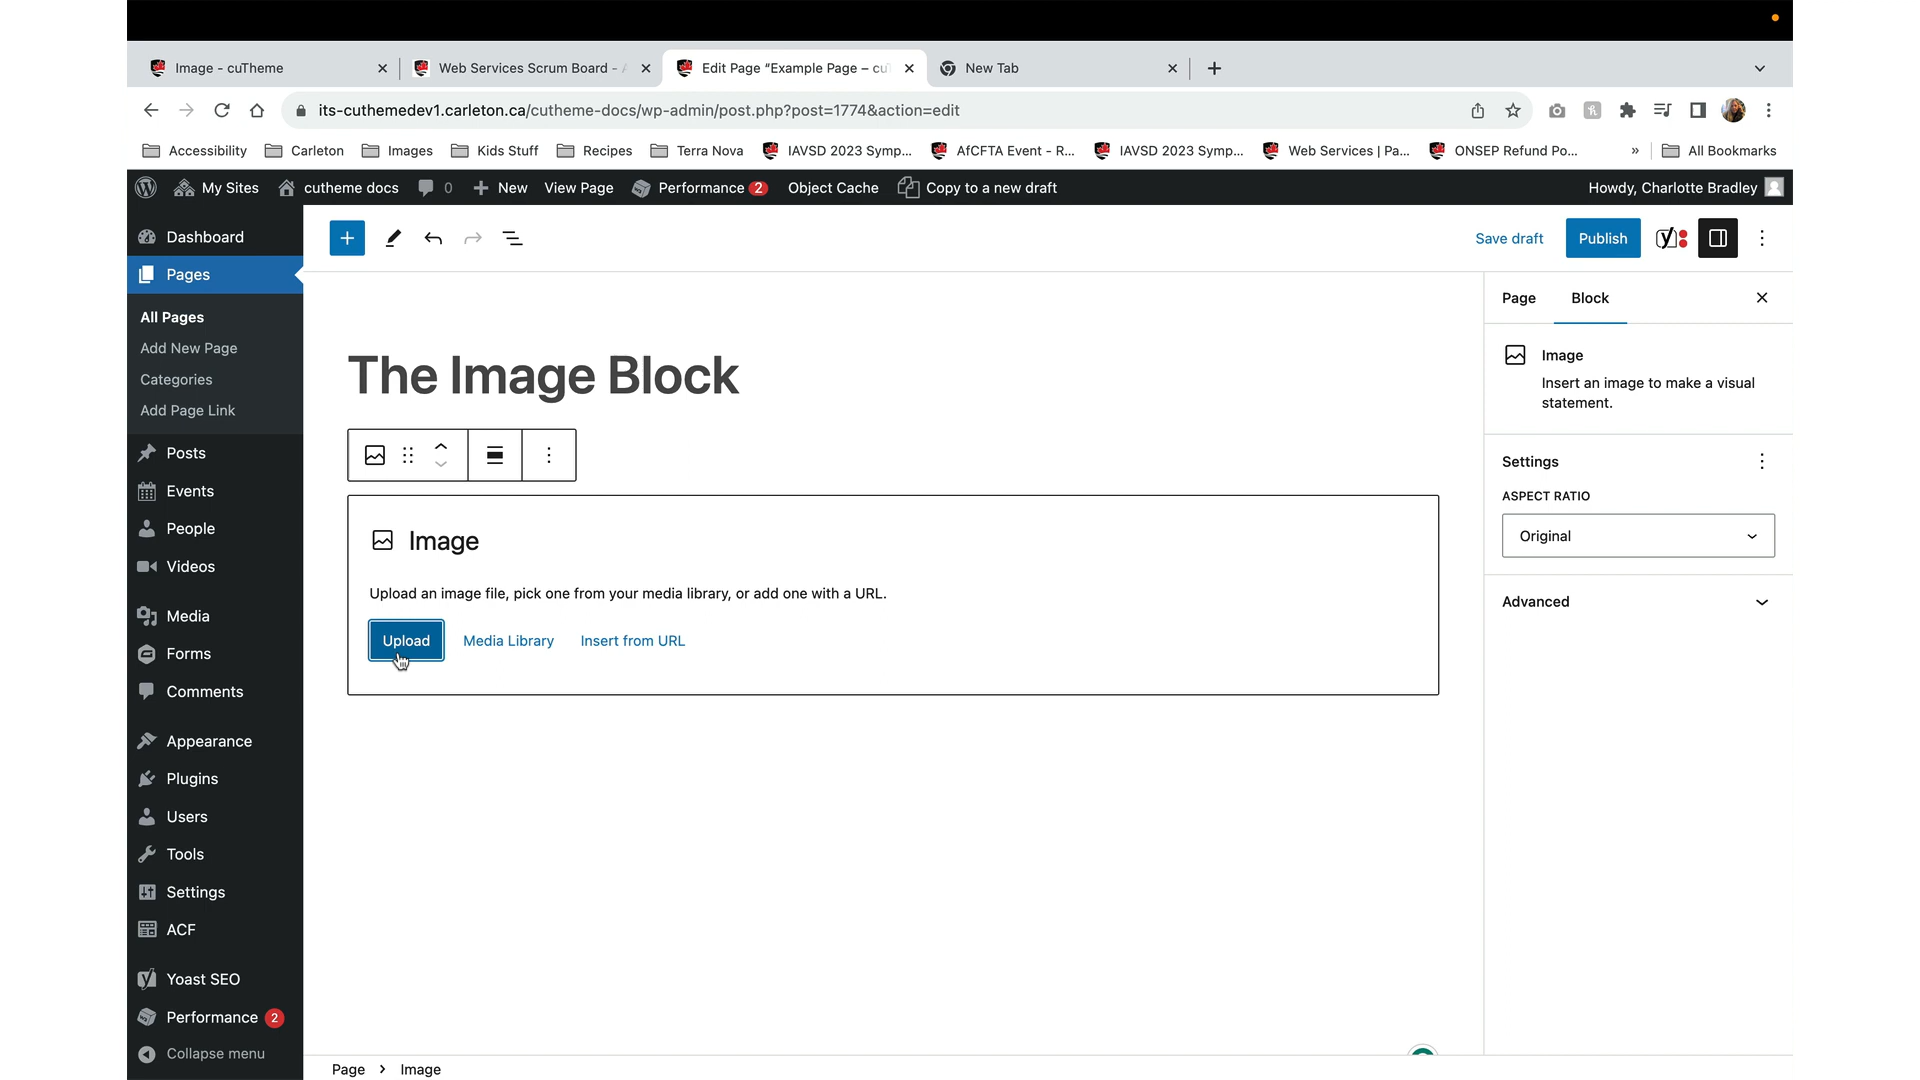 Image - cuTheme
Web Services Scrum Board - A
Edit Page “Example Page – cuT
New Tab
its-cuthemedev1.carleton.ca/cutheme-docs/wp-admin/post.php?post=1774&action=edit
Accessibility
Carleton
Images
Kids Stuff
Recipes
Terra Nova
IAVSD 2023 Symp...
AfCFTA Event - R...
IAVSD 2023 Symp...
Web Services | Pa...
ONSEP Refund Po...
»
All Bookmarks
My Sites
cutheme docs
0
New
View Page
Performance 2
Object Cache
Copy to a new draft
Howdy, Charlotte Bradley
Dashboard
Pages
All Pages
Add New Page
Categories
Add Page Link
Posts
Events
People
Videos
Media
Forms
Comments
Appearance
Plugins
Users
Tools
Settings
ACF
Yoast SEO
Performance 2
Collapse menu
Save draft
Publish
The Image Block
Image
Upload an image file, pick one from your media library, or add one with a URL.
Upload
Media Library
Insert from URL
Page
Block
Image
Insert an image to make a visual
statement.
Settings
ASPECT RATIO
Original
Advanced
Page
Image